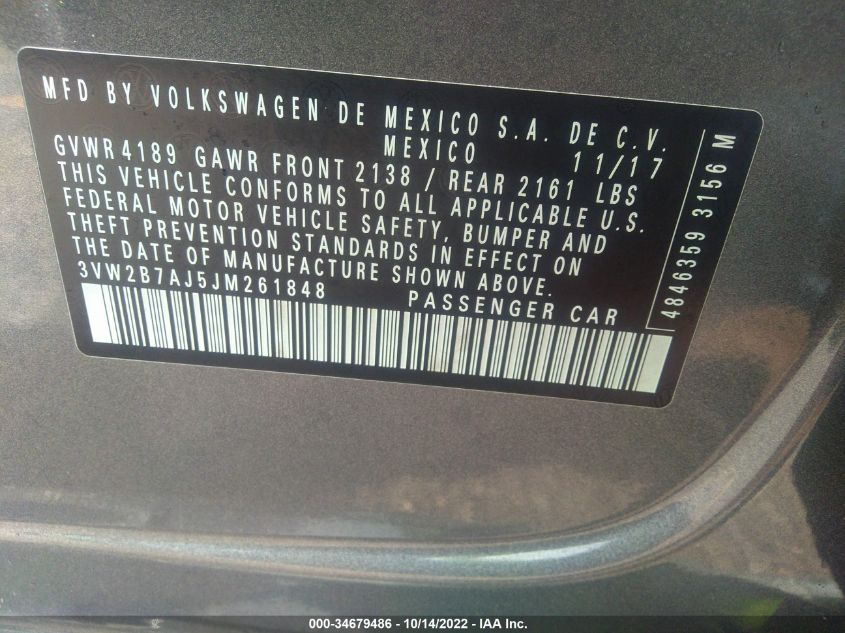 MFD BY VOLKSWAGEN DE MEXICO S.A. DE C.V.
MEXICO 11/17
GVWR 4189 GAWR FRONT 2138 / REAR 2161 LBS
THIS VEHICLE CONFORMS TO ALL APPLICABLE U.S.
FEDERAL MOTOR VEHICLE SAFETY, BUMPER AND
THEFT PREVENTION STANDARDS IN EFFECT ON
THE DATE OF MANUFACTURE SHOWN ABOVE.
3VW2B7AJ5JM261848 PASSENGER CAR
4846359 3156 M
000-34679486 - 10/14/2022 - IAA Inc.